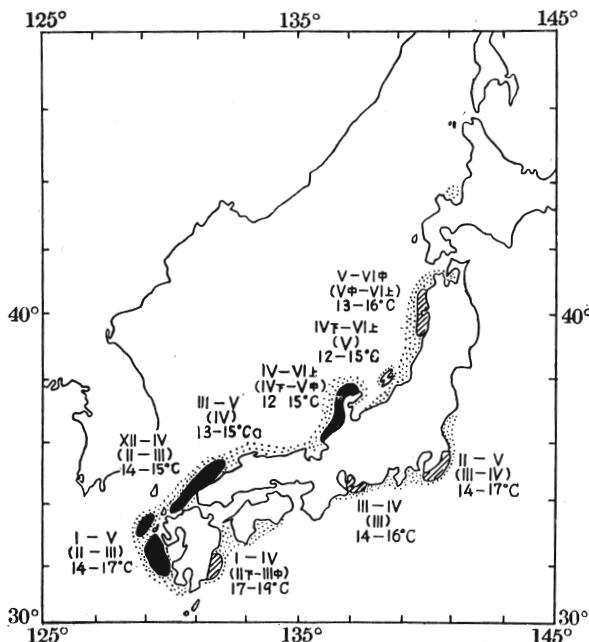 125°
135°
145°
40°
40°
30°
30°
135°
145°
V－VI中
(V中－VI上)
13－16℃
IV下－VI上
(V)
12－15℃
IV－VI上
(IV下－V中)
12 15℃
III－V
(IV)
13－15℃a
XII－IV
(II－III)
14－15℃
I－V
(II－III)
14－17℃
I－IV
(II下－III中)
17－19℃
III－IV
(III)
14－16℃
II－V
(III－IV)
14－17℃